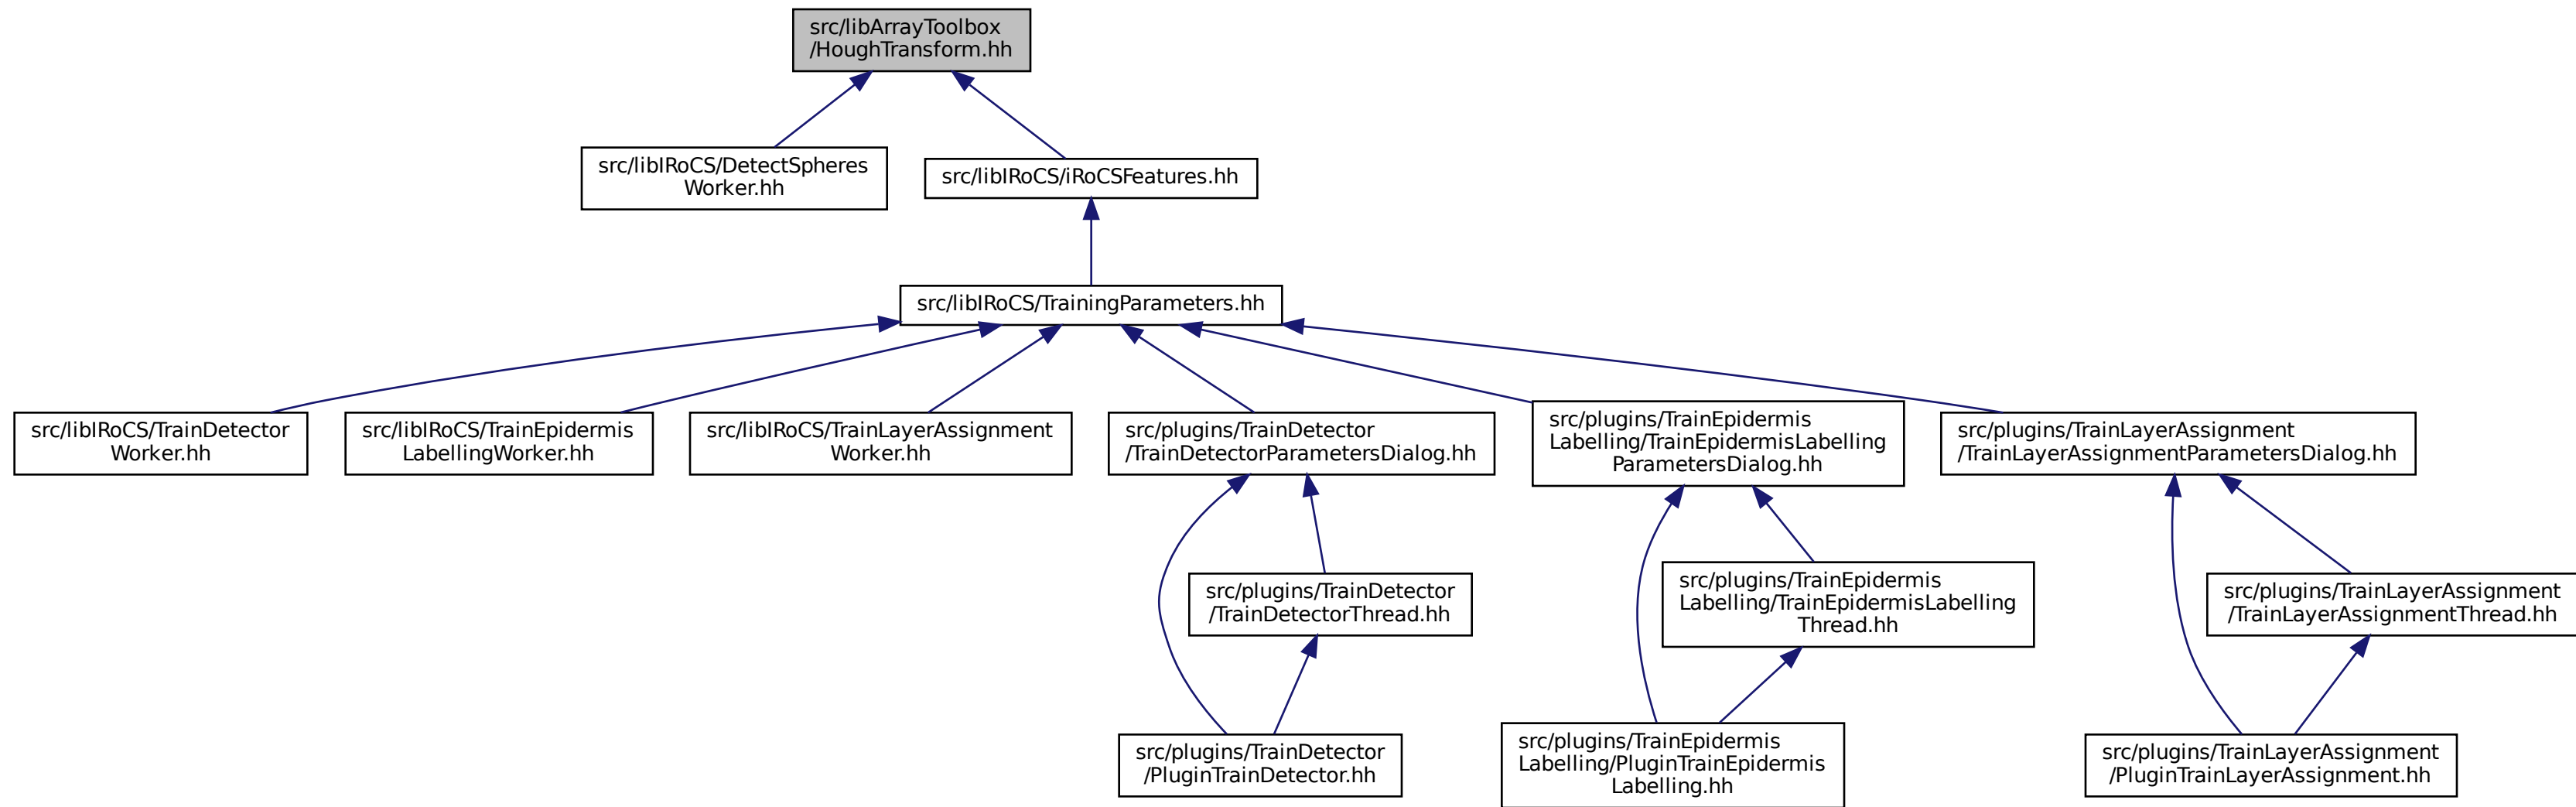 src/libArrayToolbox
/HoughTransform.hh
src/libIRoCS/DetectSpheres
Worker.hh
src/libIRoCS/iRoCSFeatures.hh
src/libIRoCS/TrainingParameters.hh
src/libIRoCS/TrainDetector
Worker.hh
src/libIRoCS/TrainEpidermis
LabellingWorker.hh
src/libIRoCS/TrainLayerAssignment
Worker.hh
src/plugins/TrainDetector
/TrainDetectorParametersDialog.hh
src/plugins/TrainEpidermis
Labelling/TrainEpidermisLabelling
ParametersDialog.hh
src/plugins/TrainLayerAssignment
/TrainLayerAssignmentParametersDialog.hh
src/plugins/TrainDetector
/TrainDetectorThread.hh
src/plugins/TrainEpidermis
Labelling/TrainEpidermisLabelling
Thread.hh
src/plugins/TrainLayerAssignment
/TrainLayerAssignmentThread.hh
src/plugins/TrainDetector
/PluginTrainDetector.hh
src/plugins/TrainEpidermis
Labelling/PluginTrainEpidermis
Labelling.hh
src/plugins/TrainLayerAssignment
/PluginTrainLayerAssignment.hh